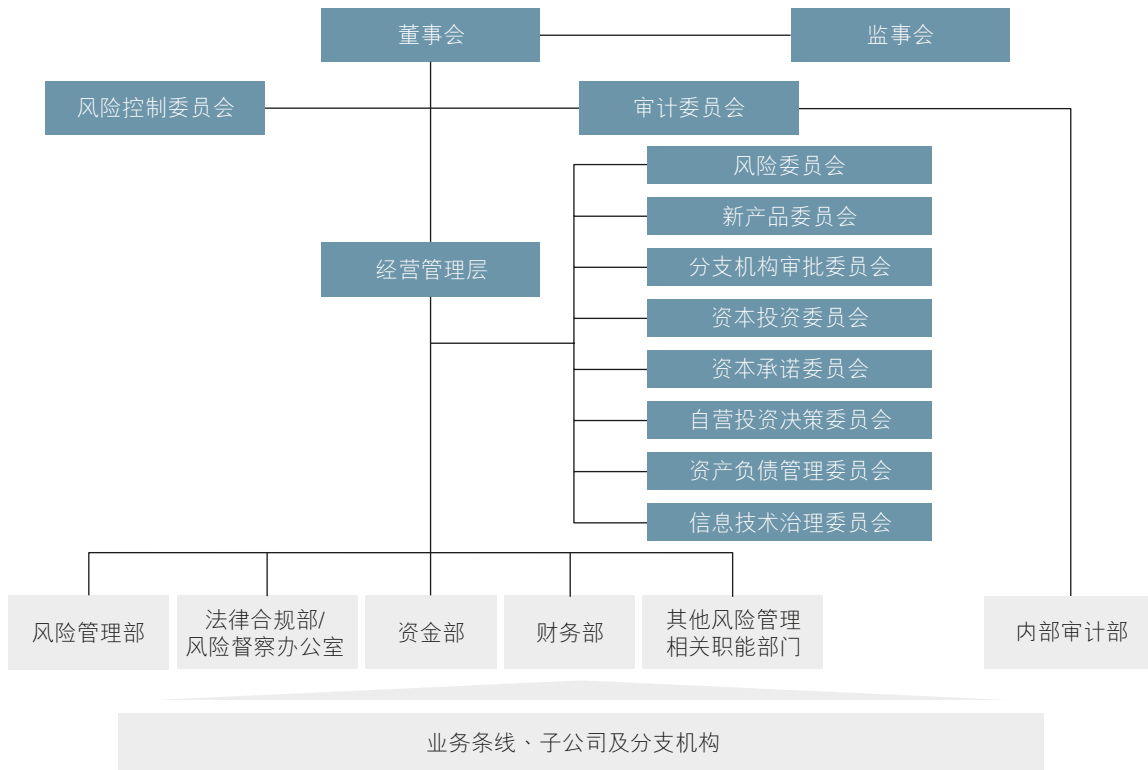 董事会
监事会
风险控制委员会
审计委员会
风险委员会
新产品委员会
经营管理层
分支机构审批委员会
资本投资委员会
资本承诺委员会
自营投资决策委员会
资产负债管理委员会
信息技术治理委员会
风险管理部
法律合规部/
风险督察办公室
资金部
财务部
其他风险管理
相关职能部门
内部审计部
业务条线、子公司及分支机构